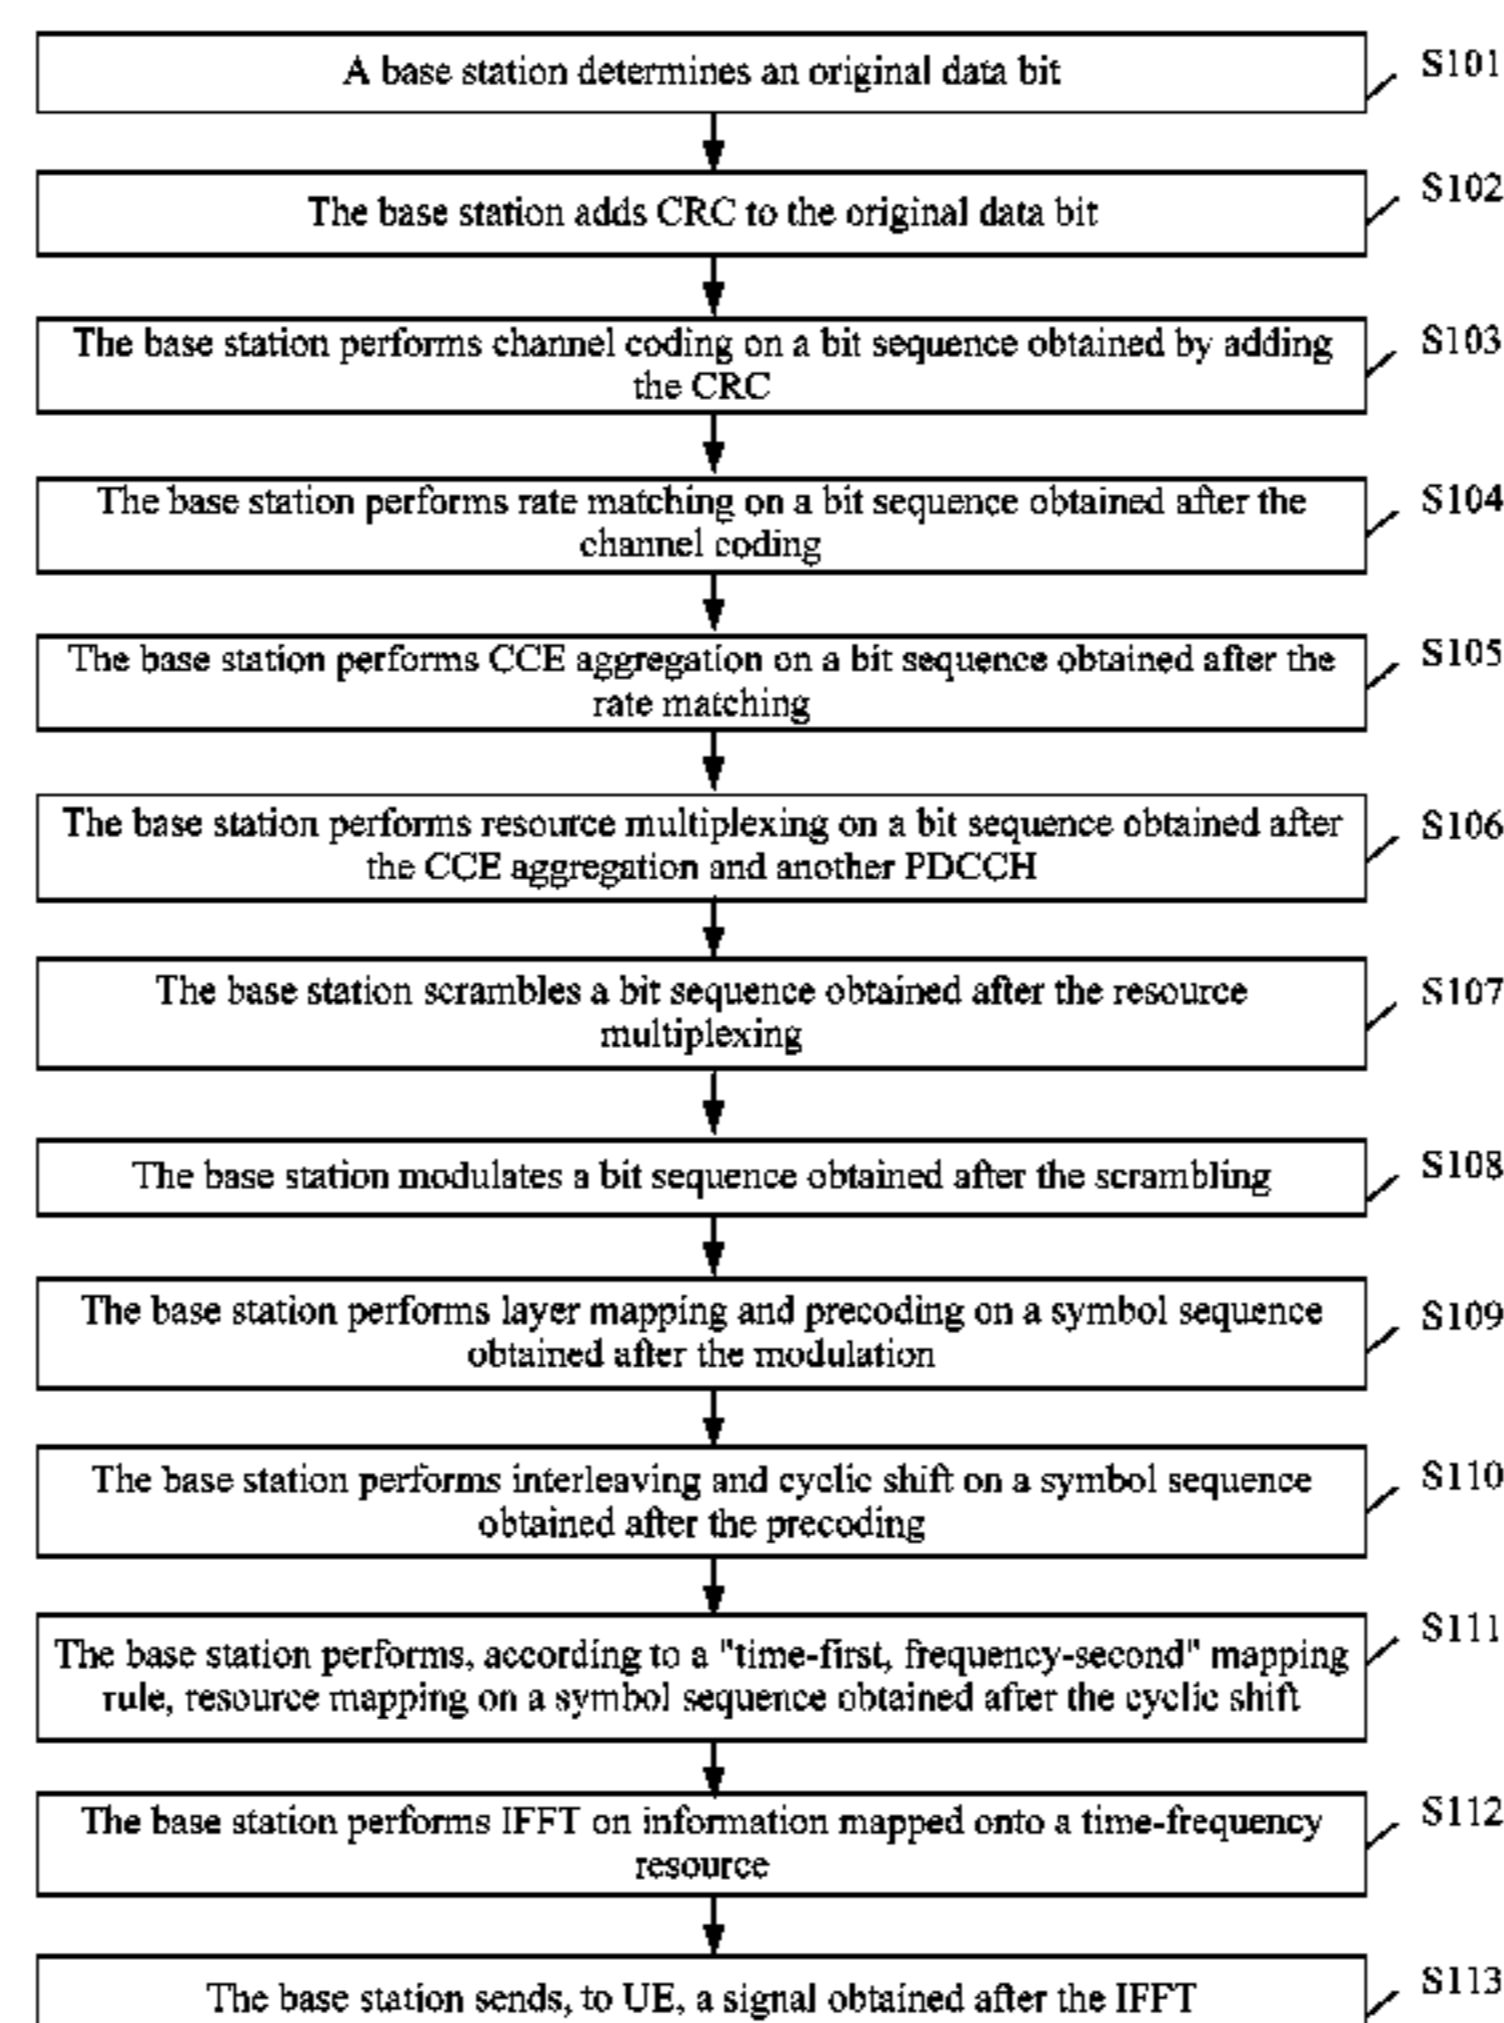 A base station determines an original data bit
S101
The base station adds CRC to the original data bit
S102
The base station performs channel coding on a bit sequence obtained by adding
the CRC
S103
The base station performs rate matching on a bit sequence obtained after the
channel coding
S104
The base station performs CCE aggregation on a bit sequence obtained after the
rate matching
S105
The base station performs resource multiplexing on a bit sequence obtained after
the CCE aggregation and another PDCCH
S106
The base station scrambles a bit sequence obtained after the resource
multiplexing
S107
The base station modulates a bit sequence obtained after the scrambling
S108
The base station performs layer mapping and precoding on a symbol sequence
obtained after the modulation
S109
The base station performs interleaving and cyclic shift on a symbol sequence
obtained after the precoding
S110
The base station performs, according to a "time-first, frequency-second" mapping
rule, resource mapping on a symbol sequence obtained after the cyclic shift
S111
The base station performs IFFT on information mapped onto a time-frequency
resource
S112
The base station sends, to UE, a signal obtained after the IFFT
S113